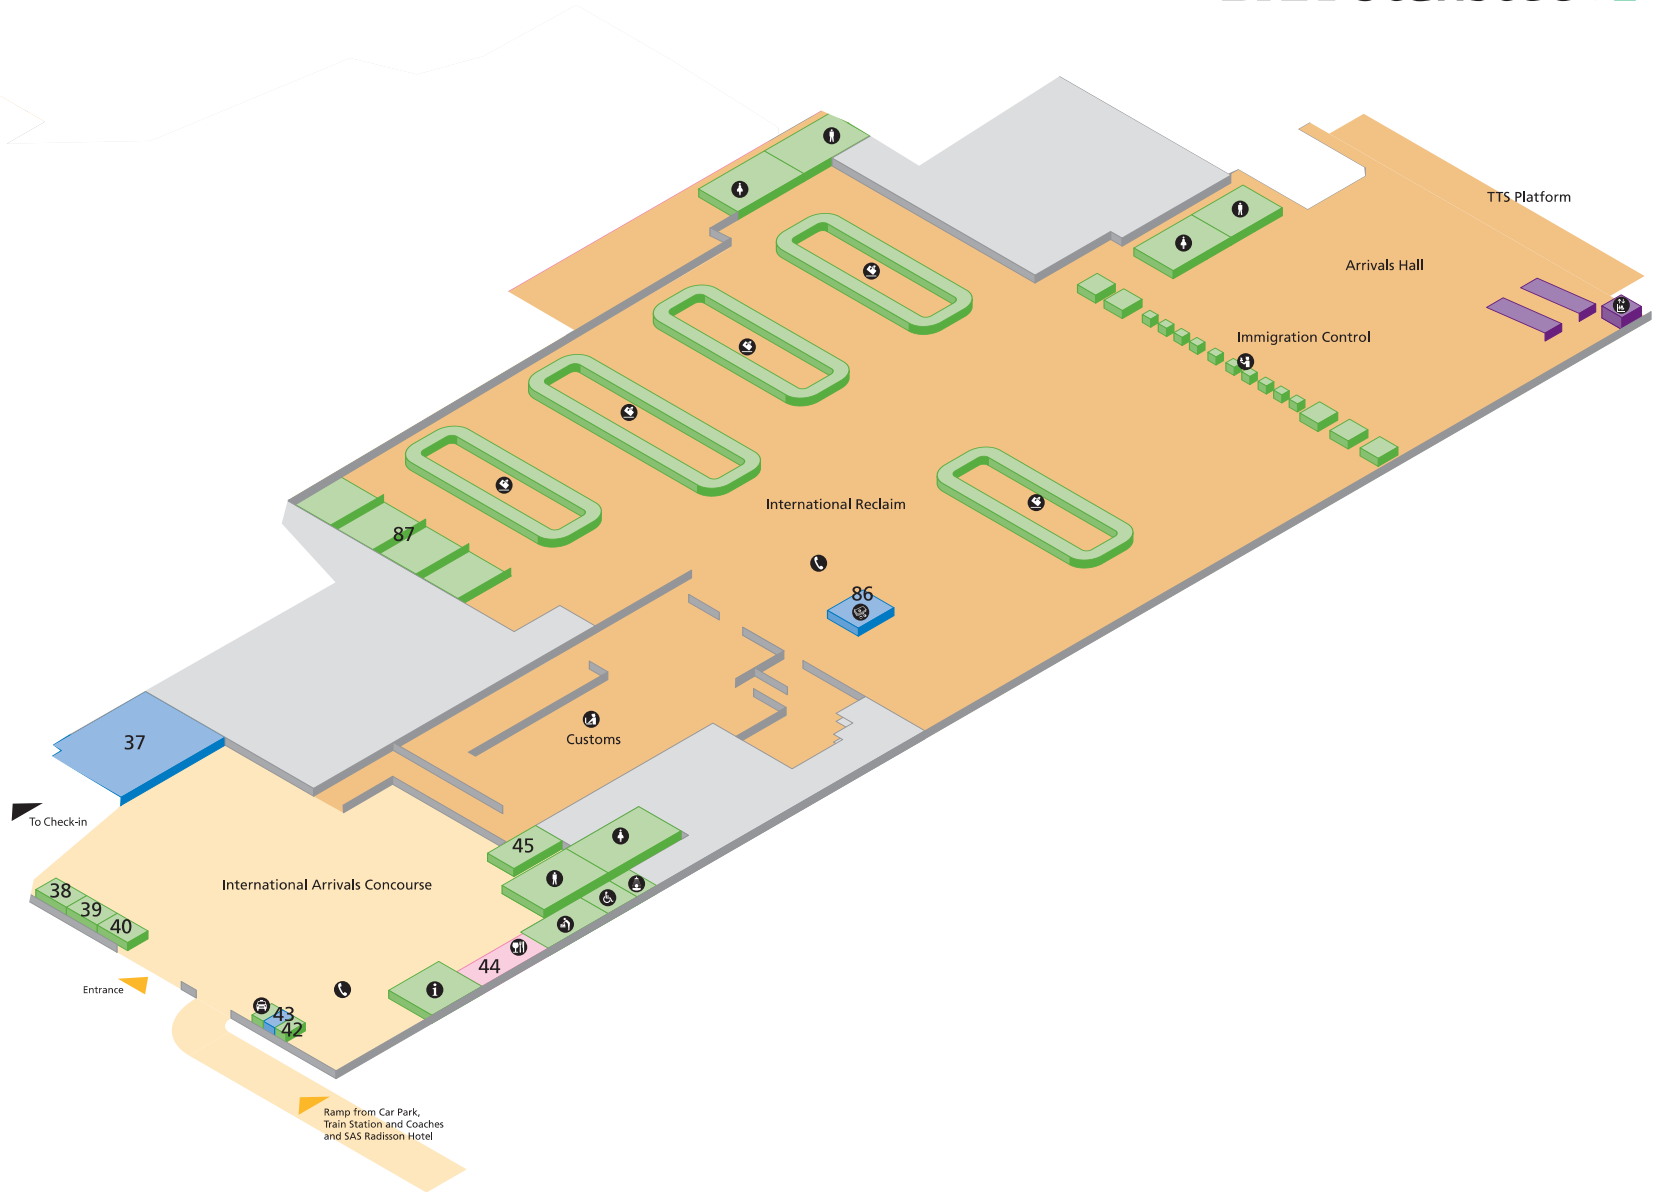 TTS Platform
Arrivals Hall
Immigration Control
87
International Reclaim
86
37
Customs
To Check-in
45
38
39
40
International Arrivals Concourse
44
Entrance
43
42
Ramp from Car Park,
Train Station and Coaches
and SAS Radisson Hotel